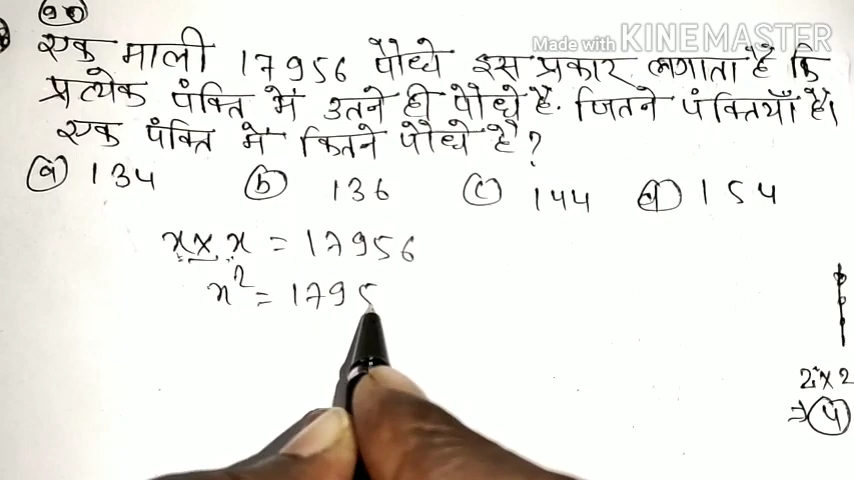 Made with KINEMASTER
एक माली 17956 पौधे इस प्रकार लगाता है कि
प्रत्येक पंक्ति में उतने ही पौधे हैं. जितने पंक्तियाँ हैं।
एक पंक्ति में कितने पौधे है?
(a) 134 (b) 136 (c) 144 (d) 154
x × x = 17956
x² = 1795
2 × 2
⇒ 4